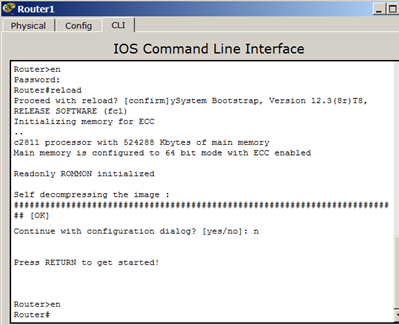 Router1
Physical Config CLI
IOS Command Line Interface
Router>en
Password:
Router#reload
Proceed with reload? [confirm]ySystem Bootstrap, Version 12.3(8r)T8,
RELEASE SOFTWARE (fc1)
Initializing memory for ECC
..
c2811 processor with 524288 Kbytes of main memory
Main memory is configured to 64 bit mode with ECC enabled
Readonly ROMMON initialized
Self decompressing the image :
##########################################################################
## [OK]
Continue with configuration dialog? [yes/no]: n
Press RETURN to get started!
Router>en
Router#